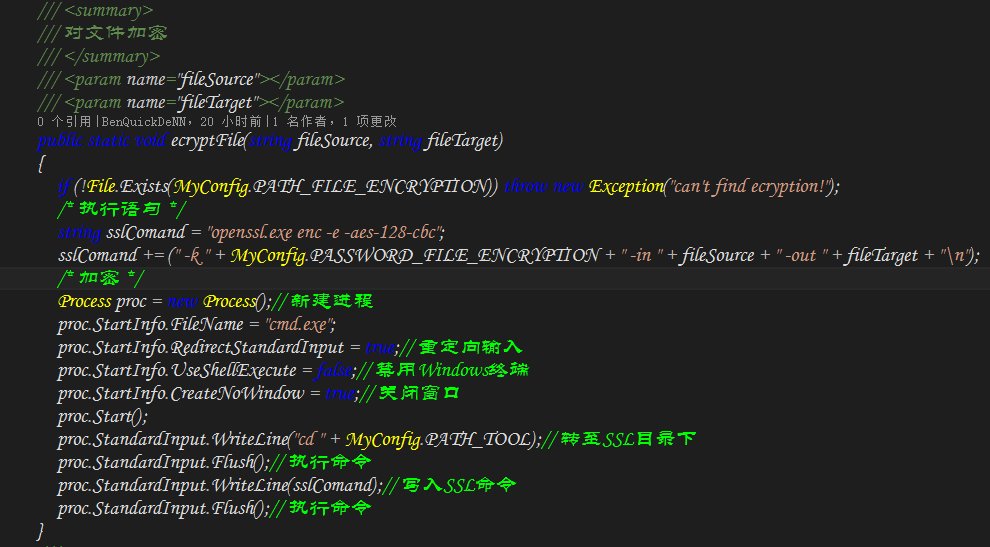 /// <summary>
/// 对文件加密
/// </summary>
/// <param name="fileSource"></param>
/// <param name="fileTarget"></param>
0 个引用|BenQuickDeNN，20 小时前|1 名作者，1 项更改
public static void ecryptFile(string fileSource, string fileTarget)
{
if (!File.Exists(MyConfig.PATH_FILE_ENCRYPTION)) throw new Exception("can't find ecryption!");
/* 执行语句 */
string sslComand = "openssl.exe enc -e -aes-128-cbc";
sslComand += (" -k " + MyConfig.PASSWORD_FILE_ENCRYPTION + " -in " + fileSource + " -out " + fileTarget + "\n");
/* 加密 */
Process proc = new Process();//新建进程
proc.StartInfo.FileName = "cmd.exe";
proc.StartInfo.RedirectStandardInput = true;//重定向输入
proc.StartInfo.UseShellExecute = false;//禁用Windows终端
proc.StartInfo.CreateNoWindow = true;//关闭窗口
proc.Start();
proc.StandardInput.WriteLine("cd " + MyConfig.PATH_TOOL);//转至SSL目录下
proc.StandardInput.Flush();//执行命令
proc.StandardInput.WriteLine(sslComand);//写入SSL命令
proc.StandardInput.Flush();//执行命令
}